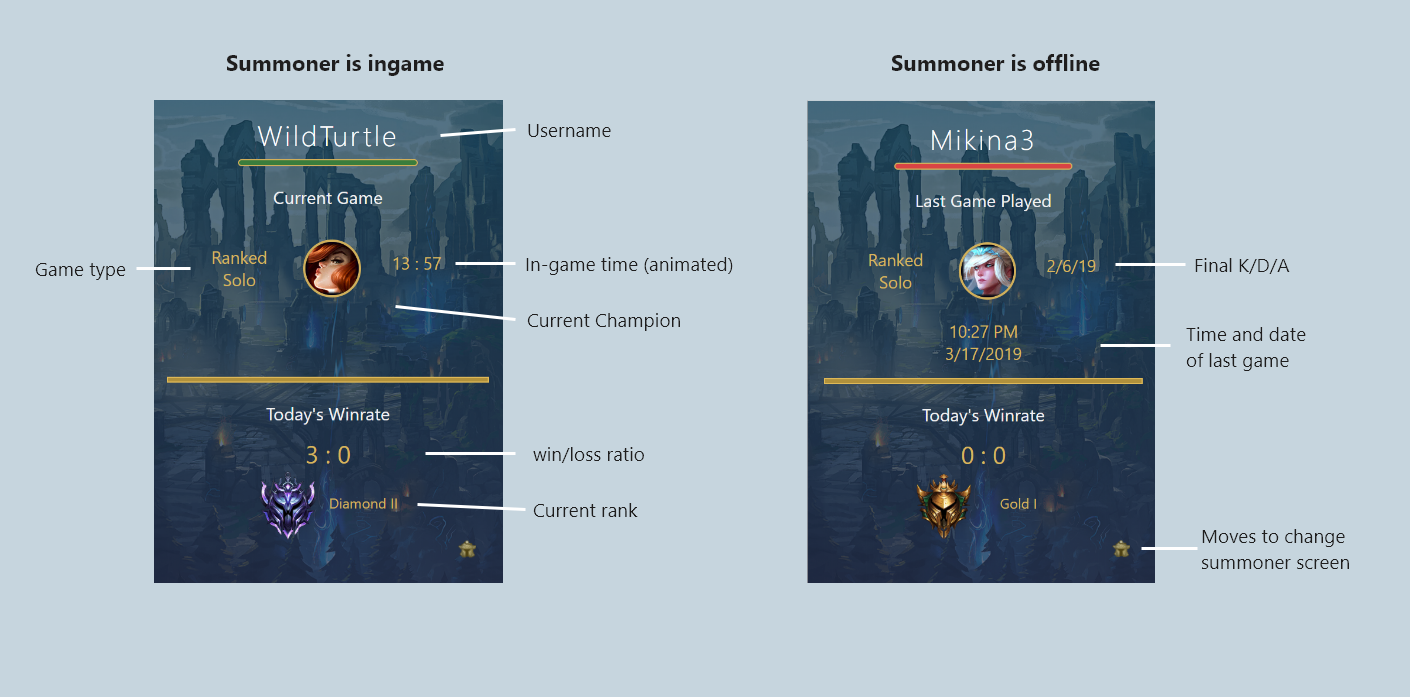 Summoner is ingame
WildTurtle
Username
Current Game
Game type
Ranked
Solo
13 : 57
In-game time (animated)
Current Champion
Today's Winrate
3 : 0
win/loss ratio
Diamond II
Current rank
Summoner is offline
Mikina3
Last Game Played
Ranked
Solo
2/6/19
Final K/D/A
10:27 PM
3/17/2019
Time and date
of last game
Today's Winrate
0 : 0
Gold I
Moves to change
summoner screen